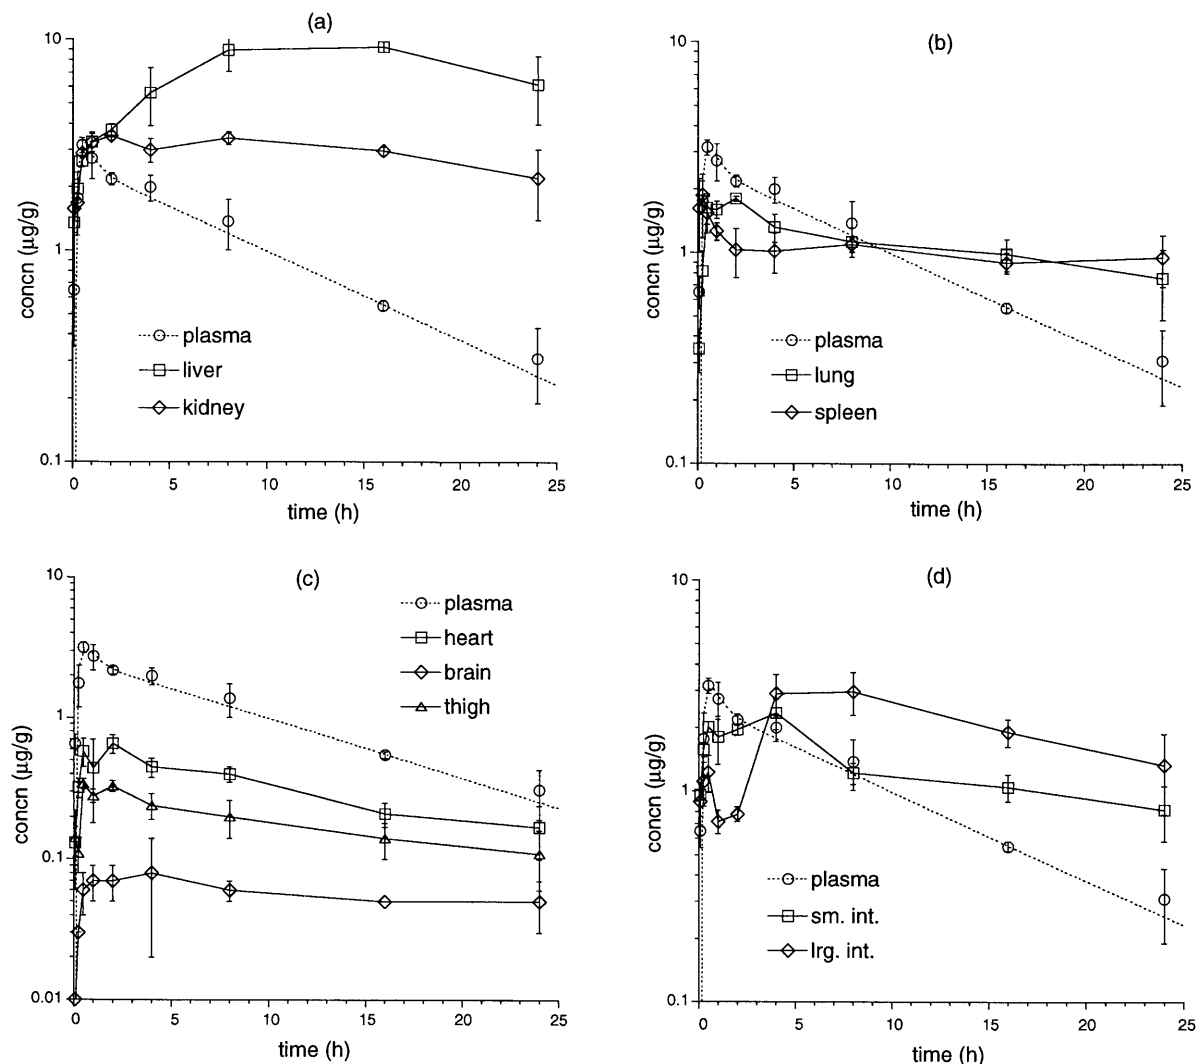 (a)
10
1
0.1
concn (μg/g)
plasma
liver
kidney
0 5 10 15 20 25
time (h)
(b)
10
1
0.1
concn (μg/g)
plasma
lung
spleen
0 5 10 15 20 25
time (h)
(c)
10
1
0.1
0.01
concn (μg/g)
plasma
heart
brain
thigh
0 5 10 15 20 25
time (h)
(d)
10
1
0.1
concn (μg/g)
plasma
sm. int.
lrg. int.
0 5 10 15 20 25
time (h)